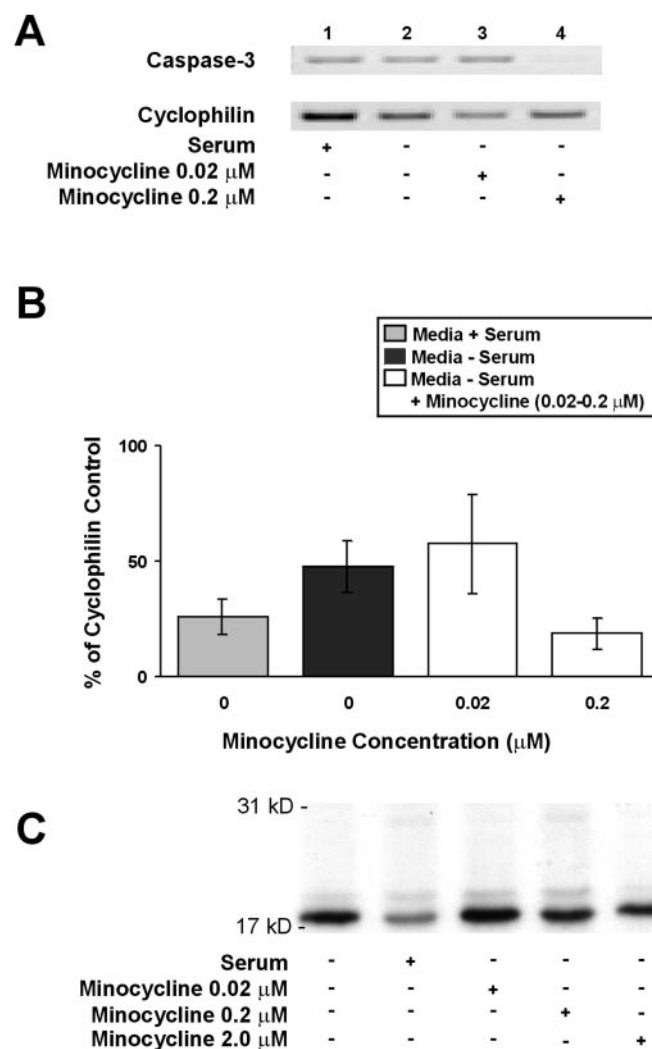 A
1 2 3 4
Caspase-3
Cyclophilin
Serum + - - -
Minocycline 0.02 μM - - + -
Minocycline 0.2 μM - - - +
B
Media + Serum
Media - Serum
Media - Serum
+ Minocycline (0.02-0.2 μM)
% of Cyclophilin Control
100
50
0
0 0 0.02 0.2
Minocycline Concentration (μM)
C
31 kD -
17 kD -
Serum - + - - -
Minocycline 0.02 μM - - + - -
Minocycline 0.2 μM - - - + -
Minocycline 2.0 μM - - - - +